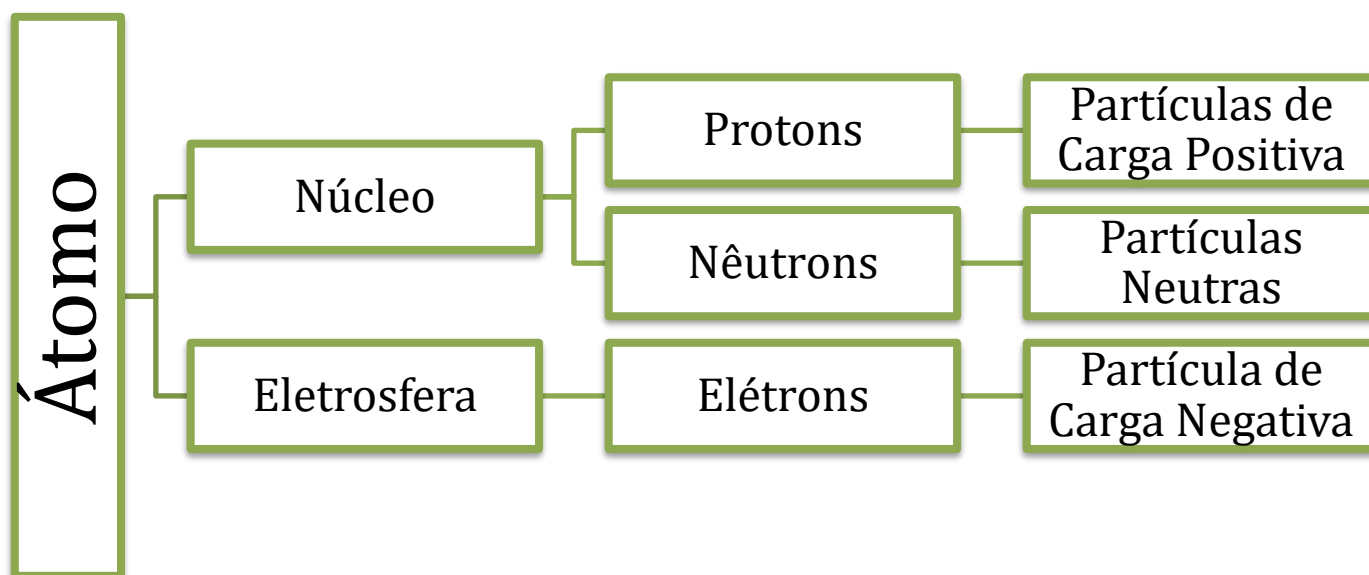 Átomo
Núcleo
Protons
Partículas de
Carga Positiva
Nêutrons
Partículas
Neutras
Eletrosfera
Elétrons
Partícula de
Carga Negativa